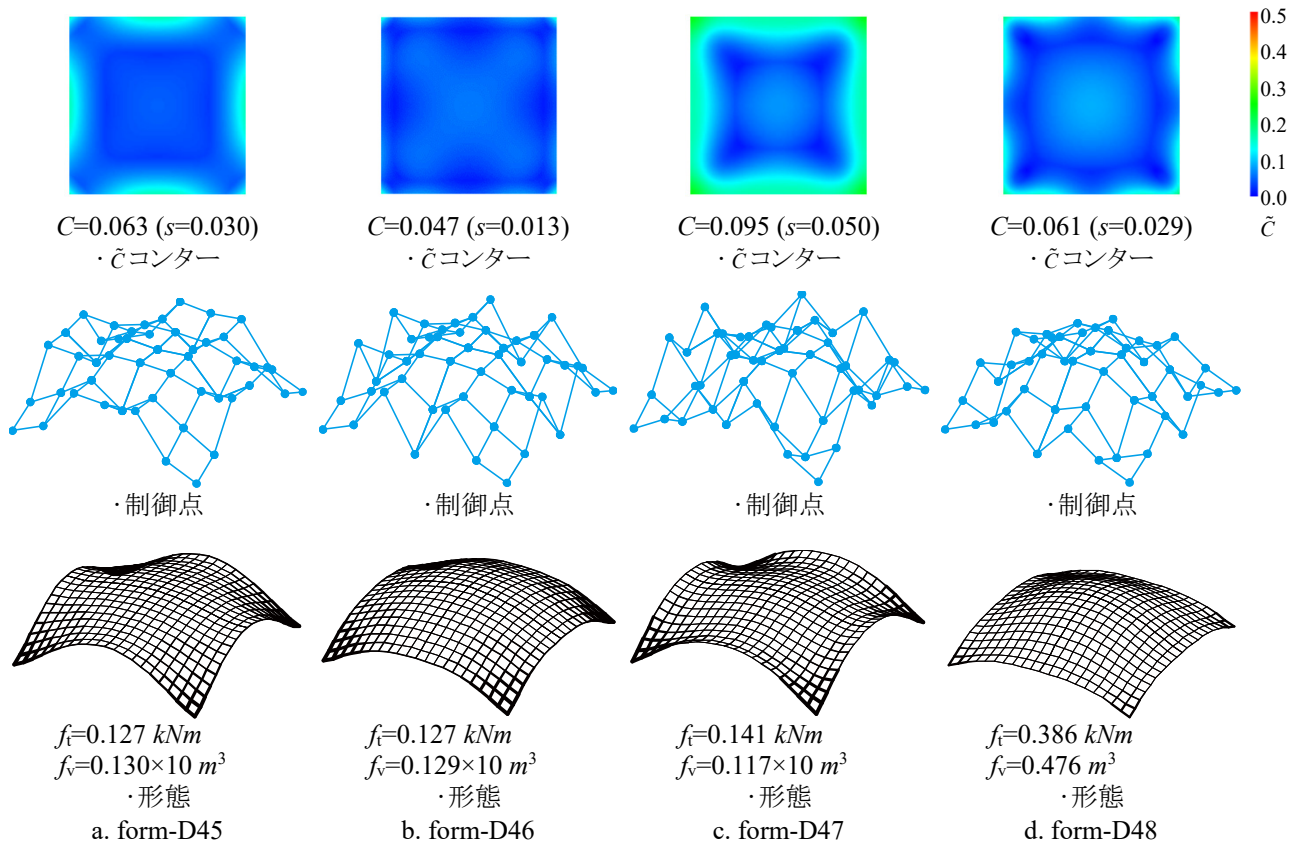 0.5
0.4
0.3
0.2
0.1
0.0
C̃
C=0.063 (s=0.030)
・C̃コンター
C=0.047 (s=0.013)
・C̃コンター
C=0.095 (s=0.050)
・C̃コンター
C=0.061 (s=0.029)
・C̃コンター
・制御点
・制御点
・制御点
・制御点
ft=0.127 kNm
fv=0.130×10 m³
・形態
a. form-D45
ft=0.127 kNm
fv=0.129×10 m³
・形態
b. form-D46
ft=0.141 kNm
fv=0.117×10 m³
・形態
c. form-D47
ft=0.386 kNm
fv=0.476 m³
・形態
d. form-D48